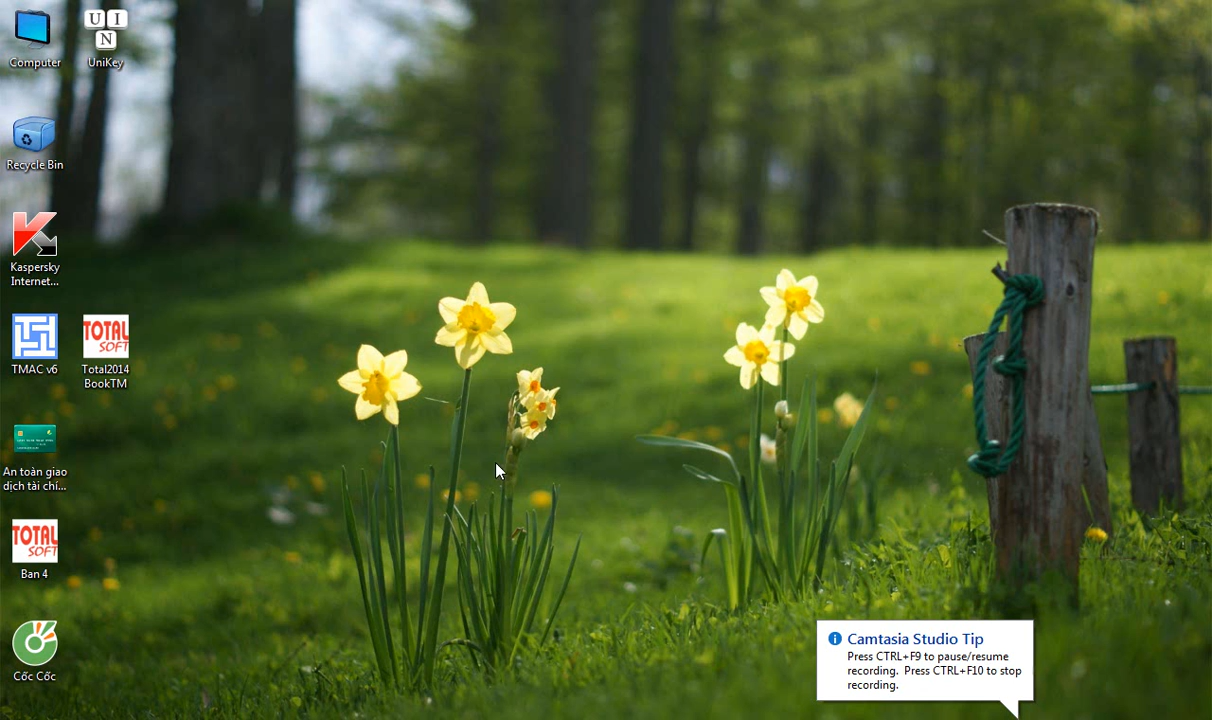 Computer
U I
N
UniKey
Recycle Bin
Kaspersky
Internet...
TMAC v6
TOTAL
SOFT
Total2014
BookTM
An toàn giao
dịch tài chí...
TOTAL
SOFT
Ban 4
Cốc Cốc
Camtasia Studio Tip
Press CTRL+F9 to pause/resume
recording. Press CTRL+F10 to stop
recording.